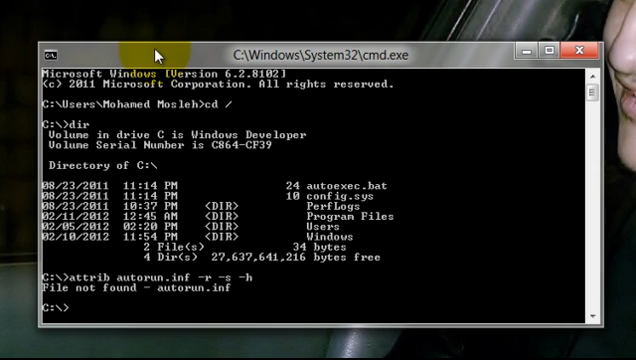 C:\Windows\System32\cmd.exe
Microsoft Windows [Version 6.2.8102]
(c) 2011 Microsoft Corporation. All rights reserved.
C:\Users\Mohamed Mosleh>cd /
C:\>dir
Volume in drive C is Windows Developer
Volume Serial Number is C864-CF39
Directory of C:\
08/23/2011 11:14 PM 24 autoexec.bat
08/23/2011 11:14 PM 10 config.sys
08/23/2011 10:37 PM <DIR> PerfLogs
02/11/2012 12:45 AM <DIR> Program Files
02/05/2012 02:20 PM <DIR> Users
02/10/2012 11:54 PM <DIR> Windows
2 File(s) 34 bytes
4 Dir(s) 27,637,641,216 bytes free
C:\>attrib autorun.inf -r -s -h
File not found - autorun.inf
C:\>